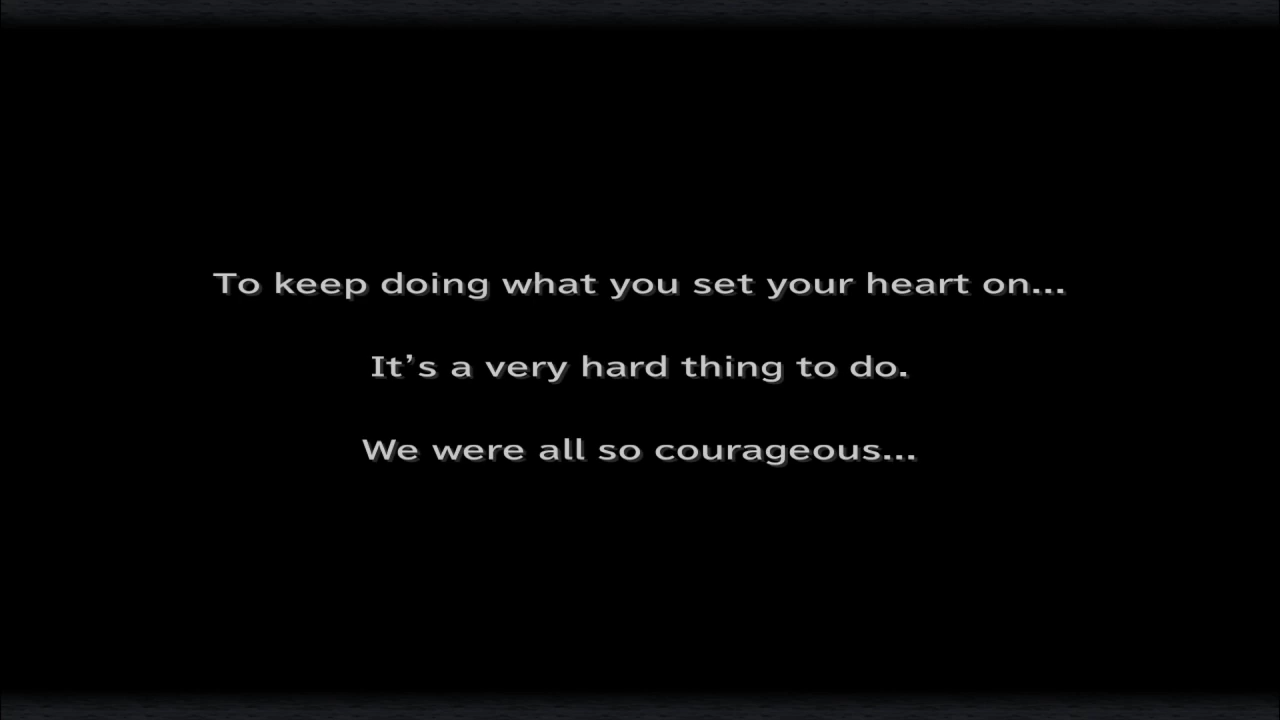 To keep doing what you set your heart on...
It’s a very hard thing to do.
We were all so courageous...